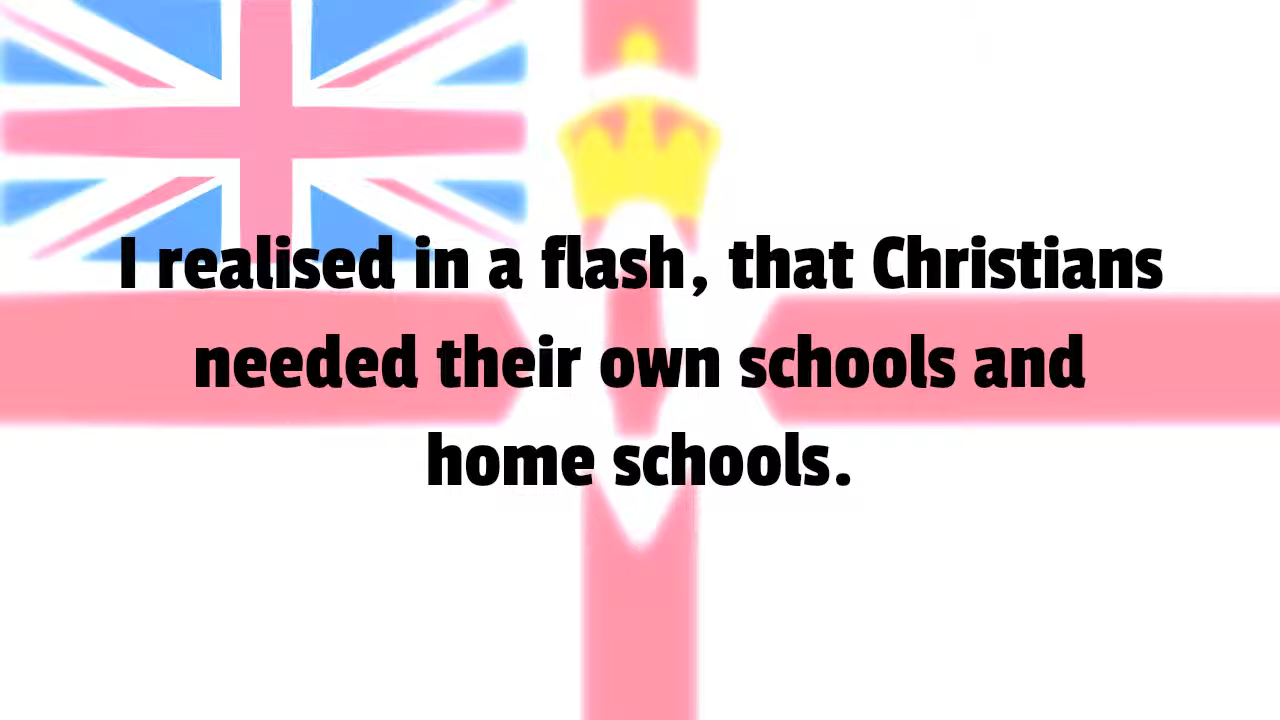 I realised in a flash, that Christians
needed their own schools and
home schools.